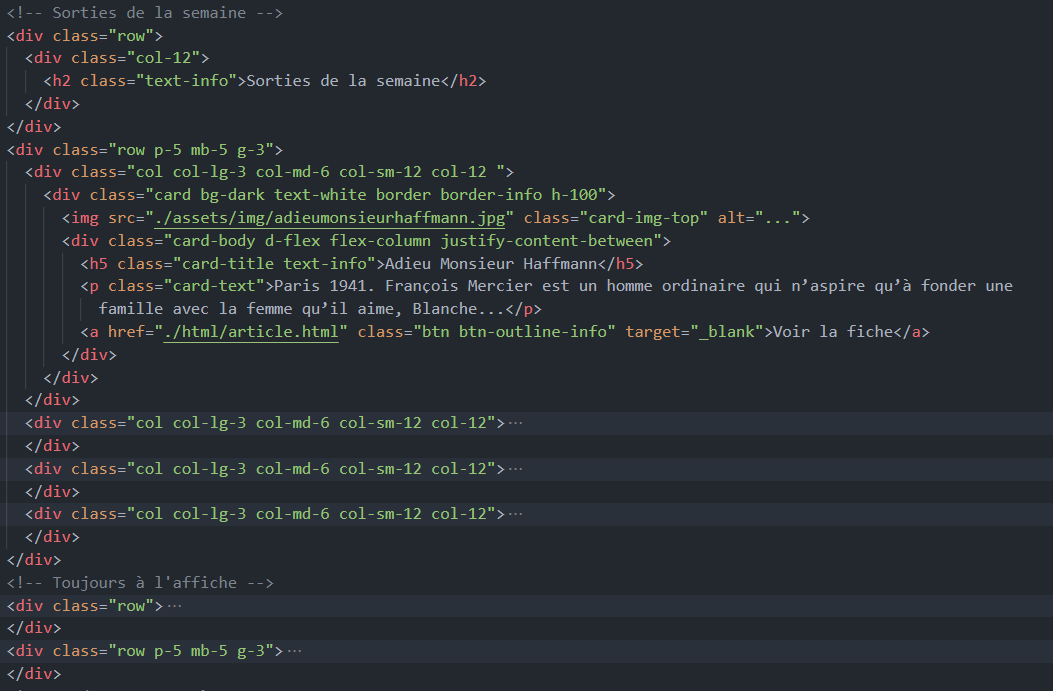 <!-- Sorties de la semaine -->
<div class="row">
<div class="col-12">
<h2 class="text-info">Sorties de la semaine</h2>
</div>
</div>
<div class="row p-5 mb-5 g-3">
<div class="col col-lg-3 col-md-6 col-sm-12 col-12 ">
<div class="card bg-dark text-white border border-info h-100">
<img src="./assets/img/adieumonsieurhaffmann.jpg" class="card-img-top" alt="...">
<div class="card-body d-flex flex-column justify-content-between">
<h5 class="card-title text-info">Adieu Monsieur Haffmann</h5>
<p class="card-text">Paris 1941. François Mercier est un homme ordinaire qui n’aspire qu’à fonder une
famille avec la femme qu’il aime, Blanche...</p>
<a href="./html/article.html" class="btn btn-outline-info" target="_blank">Voir la fiche</a>
</div>
</div>
</div>
<div class="col col-lg-3 col-md-6 col-sm-12 col-12">···
</div>
<div class="col col-lg-3 col-md-6 col-sm-12 col-12">···
</div>
<div class="col col-lg-3 col-md-6 col-sm-12 col-12">···
</div>
</div>
<!-- Toujours à l'affiche -->
<div class="row">···
</div>
<div class="row p-5 mb-5 g-3">···
</div>